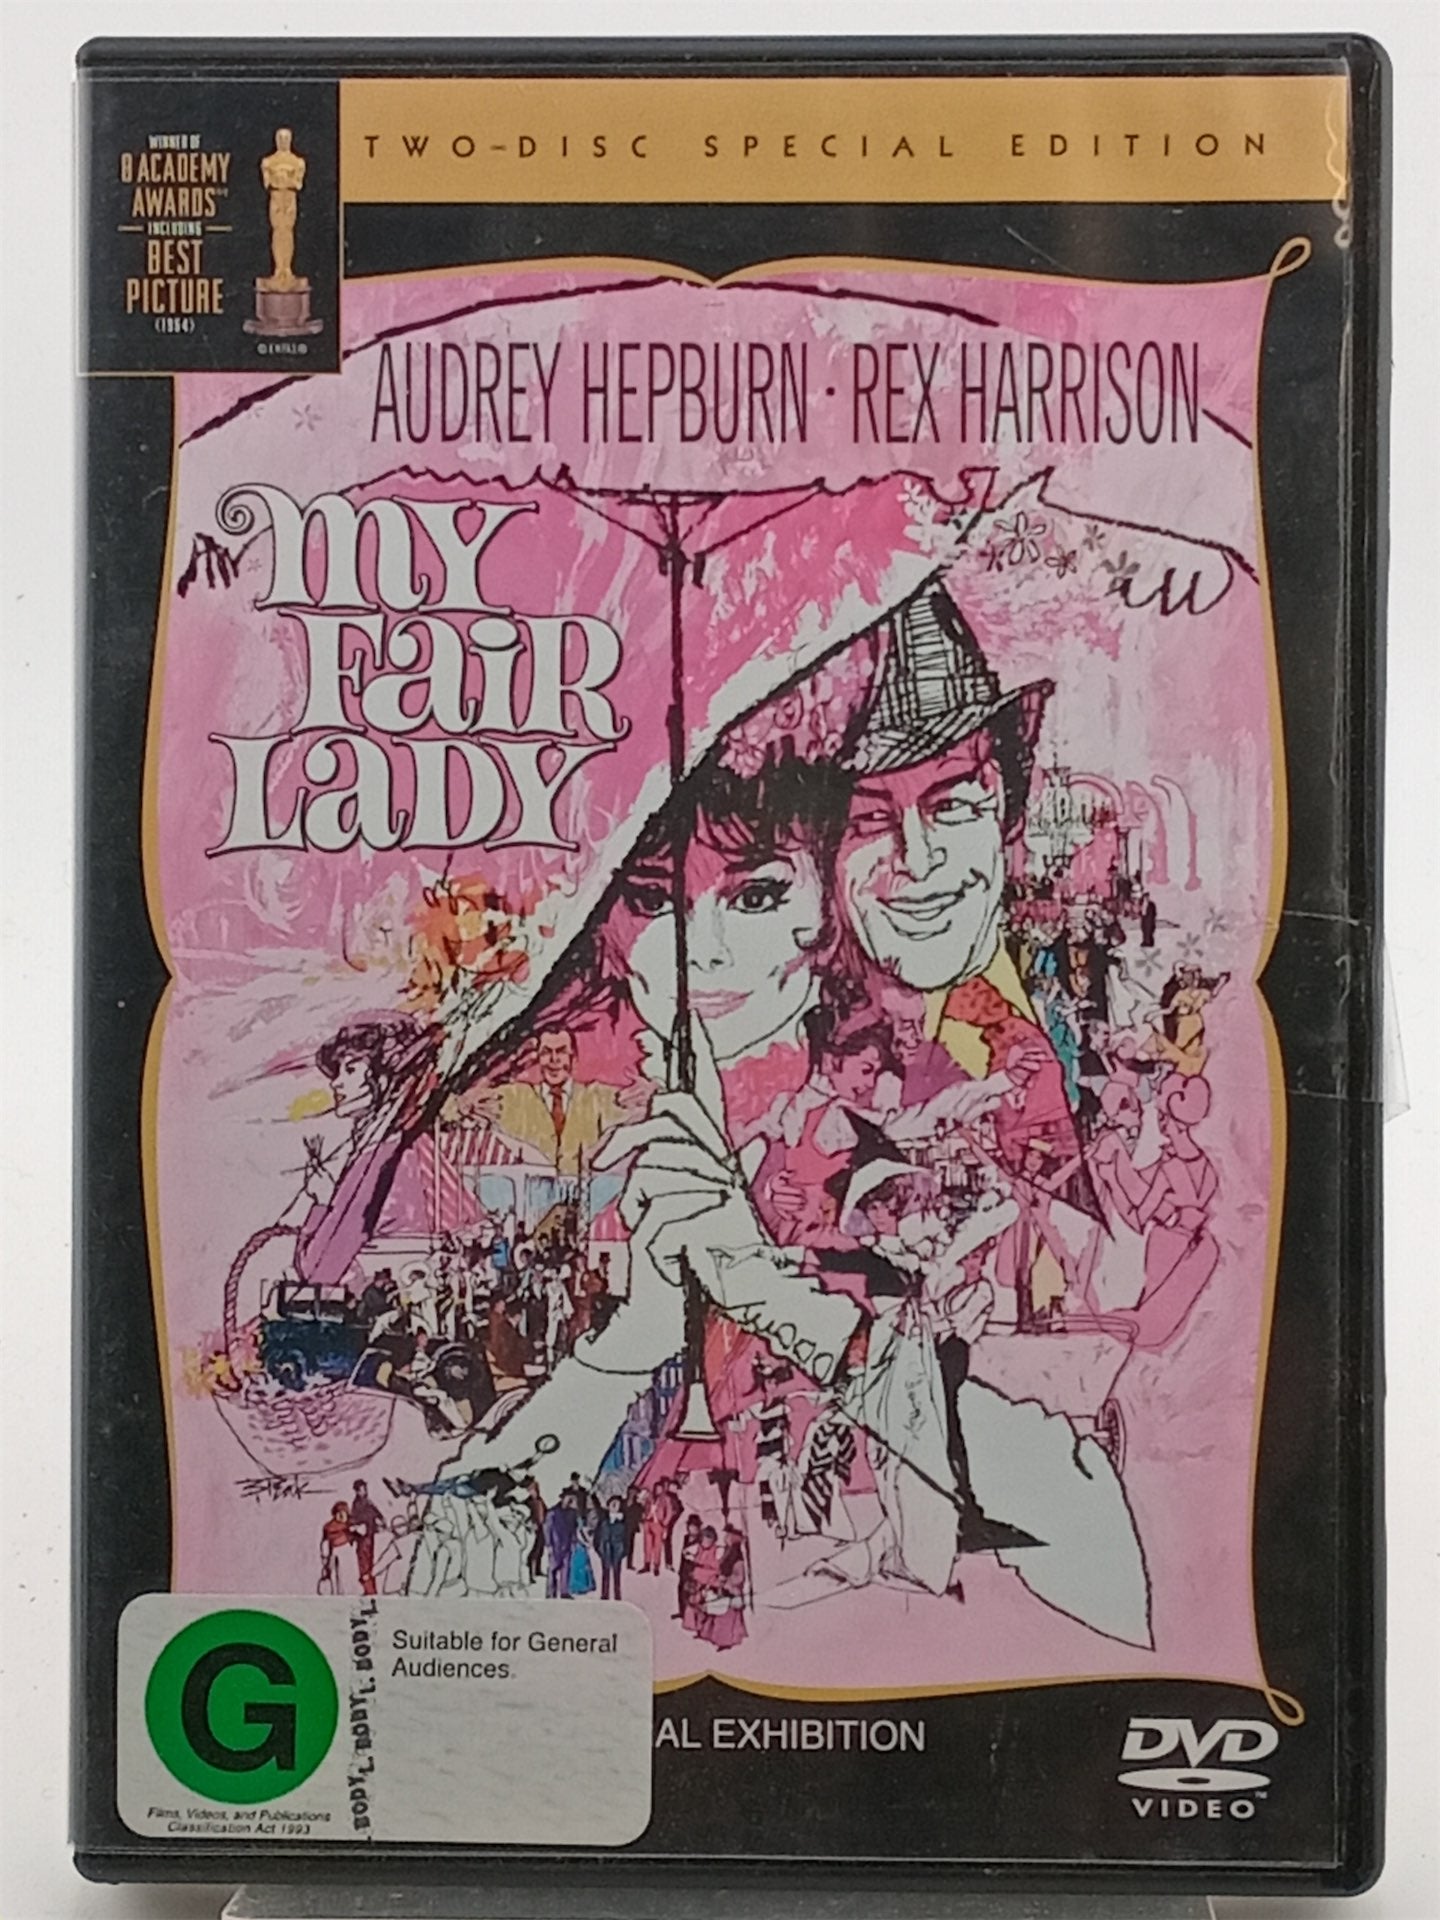 WINNER OF
8 ACADEMY
AWARDS
INCLUDING
BEST
PICTURE
(1964)
TWO-DISC SPECIAL EDITION
AUDREY HEPBURN · REX HARRISON
MY
FAIR
LADY
G
Suitable for General
Audiences.
Films, Videos, and Publications
Classification Act 1993
AL EXHIBITION
DVD
VIDEO